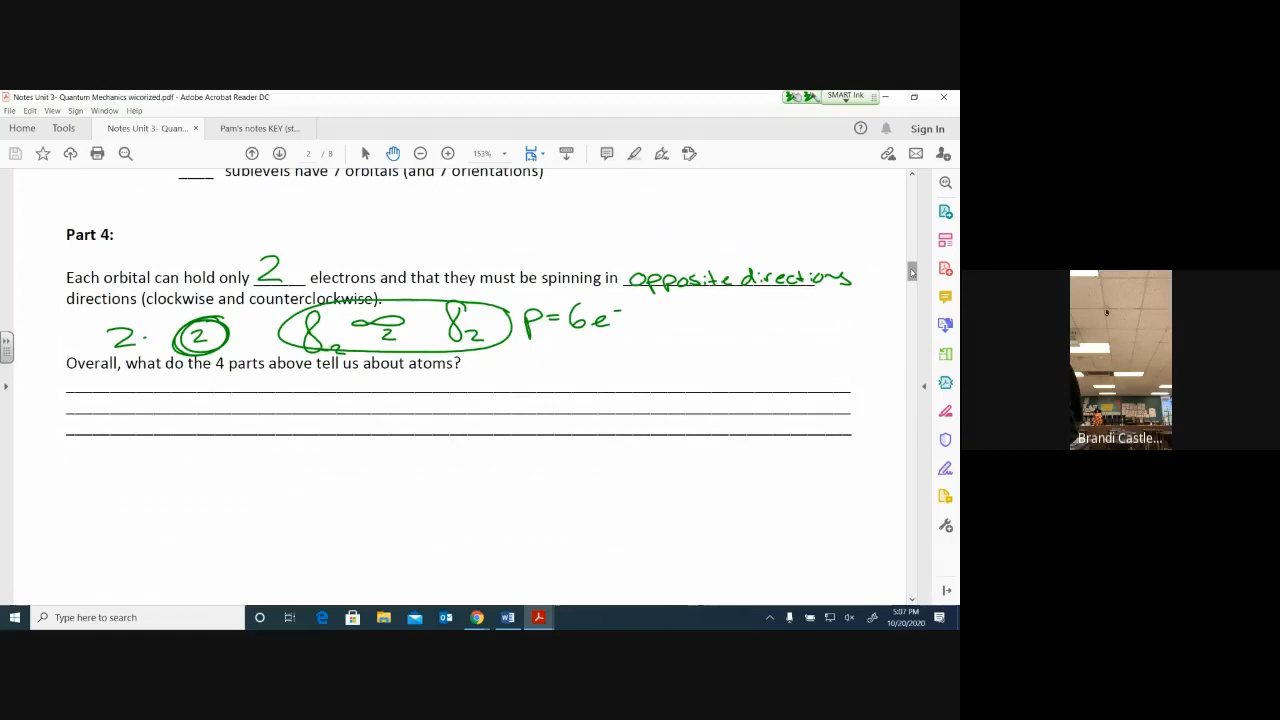 Notes Unit 3- Quantum Mechanics wicorized.pdf - Adobe Acrobat Reader DC
SMART Ink
File Edit View Sign Window Help
Home Tools Notes Unit 3- Quan... × Pam's notes KEY (st... Sign In
2 / 8 153%
____ sublevels have 7 orbitals (and 7 orientations)
Part 4:
Each orbital can hold only 2 electrons and that they must be spinning in opposite directions
directions (clockwise and counterclockwise).
2. 2 2 2 2 p=6e-
Overall, what do the 4 parts above tell us about atoms?
Brandi Castle...
Type here to search
5:07 PM
10/20/2020